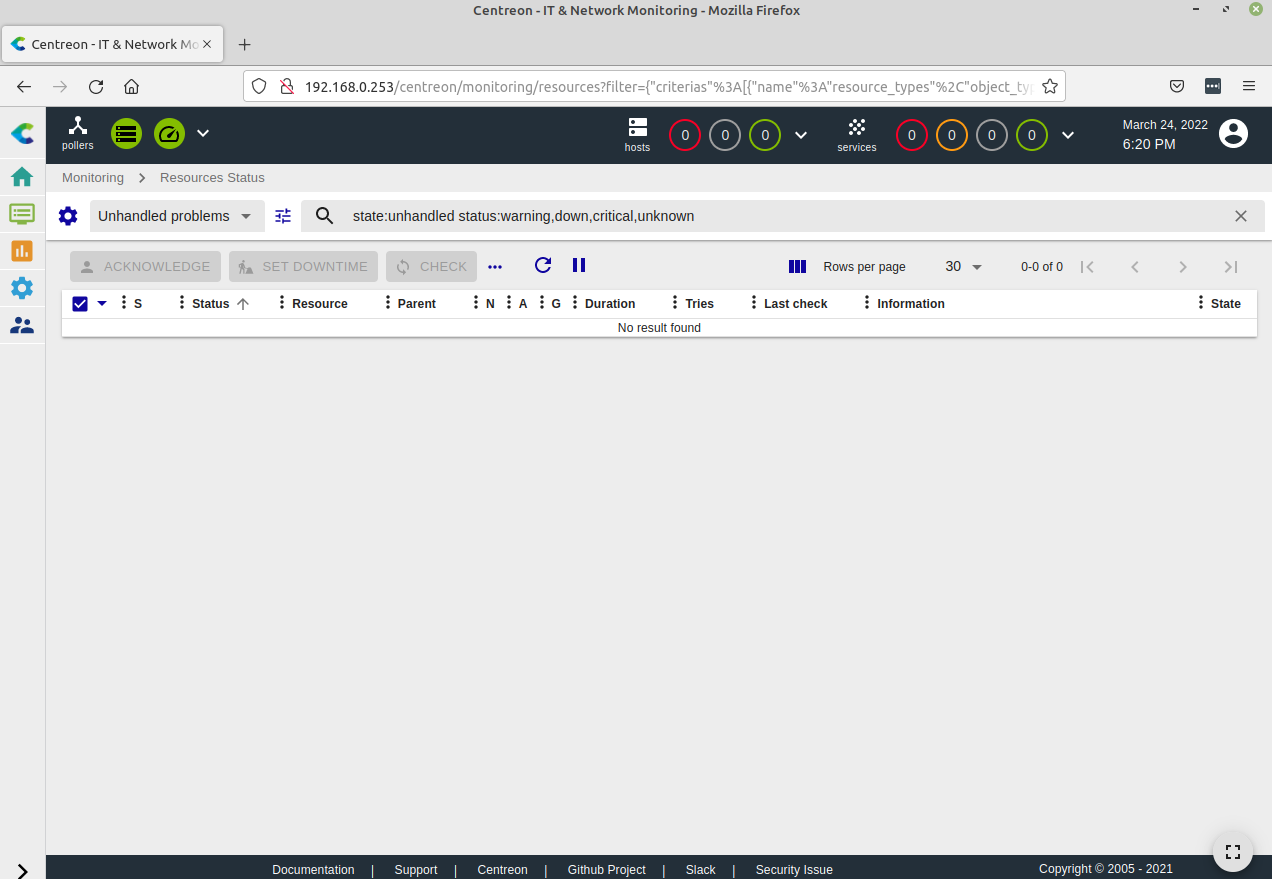 Centreon - IT & Network Monitoring - Mozilla Firefox
Centreon - IT & Network Mo
192.168.0.253/centreon/monitoring/resources?filter={"criterias"%3A[{"name"%3A"resource_types"%2C"object_typ
pollers
hosts
0
0
0
services
0
0
0
0
March 24, 2022
6:20 PM
Monitoring
Resources Status
Unhandled problems
state:unhandled status:warning,down,critical,unknown
ACKNOWLEDGE
SET DOWNTIME
CHECK
Rows per page
30
0-0 of 0
S
Status
Resource
Parent
N
A
G
Duration
Tries
Last check
Information
State
No result found
Documentation | Support | Centreon | Github Project | Slack | Security Issue
Copyright © 2005 - 2021